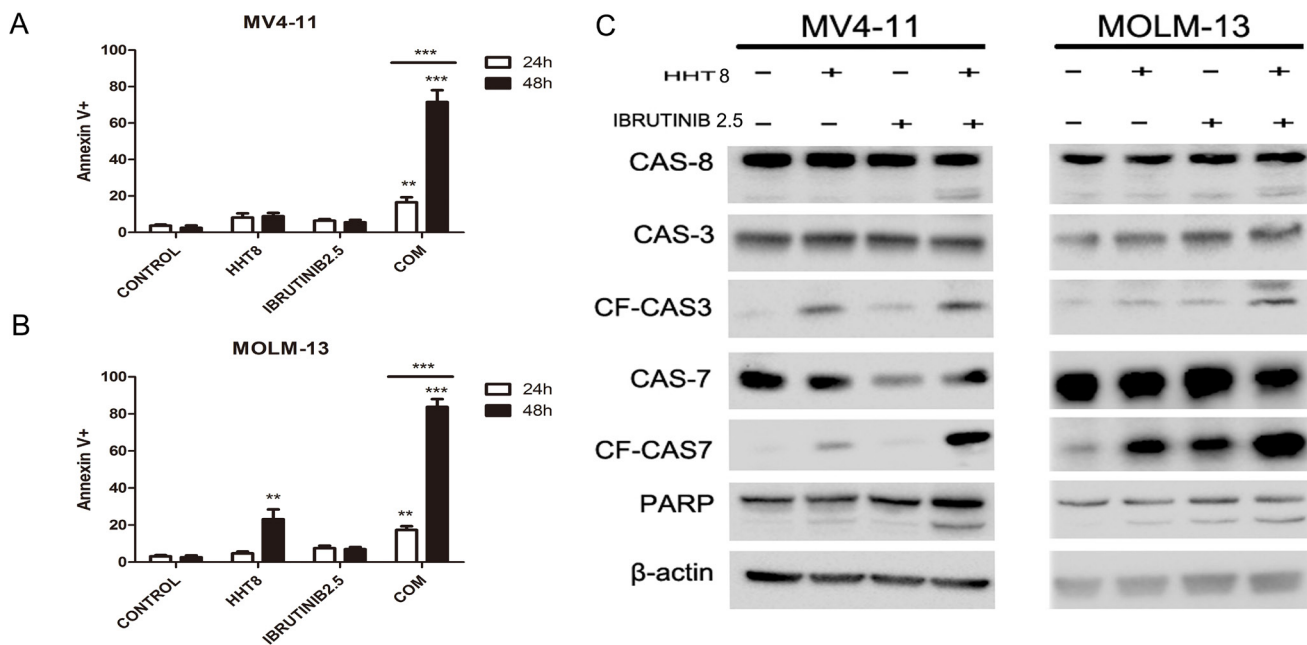 A
MV4-11
Annexin V+
100
80
60
40
20
0
***
**
***
24h
48h
CONTROL
HHT8
IBRUTINIB2.5
COM
B
MOLM-13
Annexin V+
100
80
60
40
20
0
**
***
**
***
24h
48h
CONTROL
HHT8
IBRUTINIB2.5
COM
C
MV4-11 MOLM-13
HHT 8 − + − + − + − +
IBRUTINIB 2.5 − − + + − − + +
CAS-8
CAS-3
CF-CAS3
CAS-7
CF-CAS7
PARP
β-actin